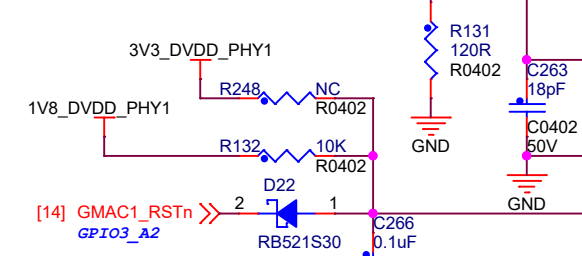 R131
120R
R0402
3V3_DVDD_PHY1
C263
18pF
R248 NC
R0402
1V8_DVDD_PHY1
C0402
50V
R132 10K
R0402
GND
D22
GND
[14] GMAC1_RSTn 2 1
GPIO3_A2
C266
0.1uF
RB521S30